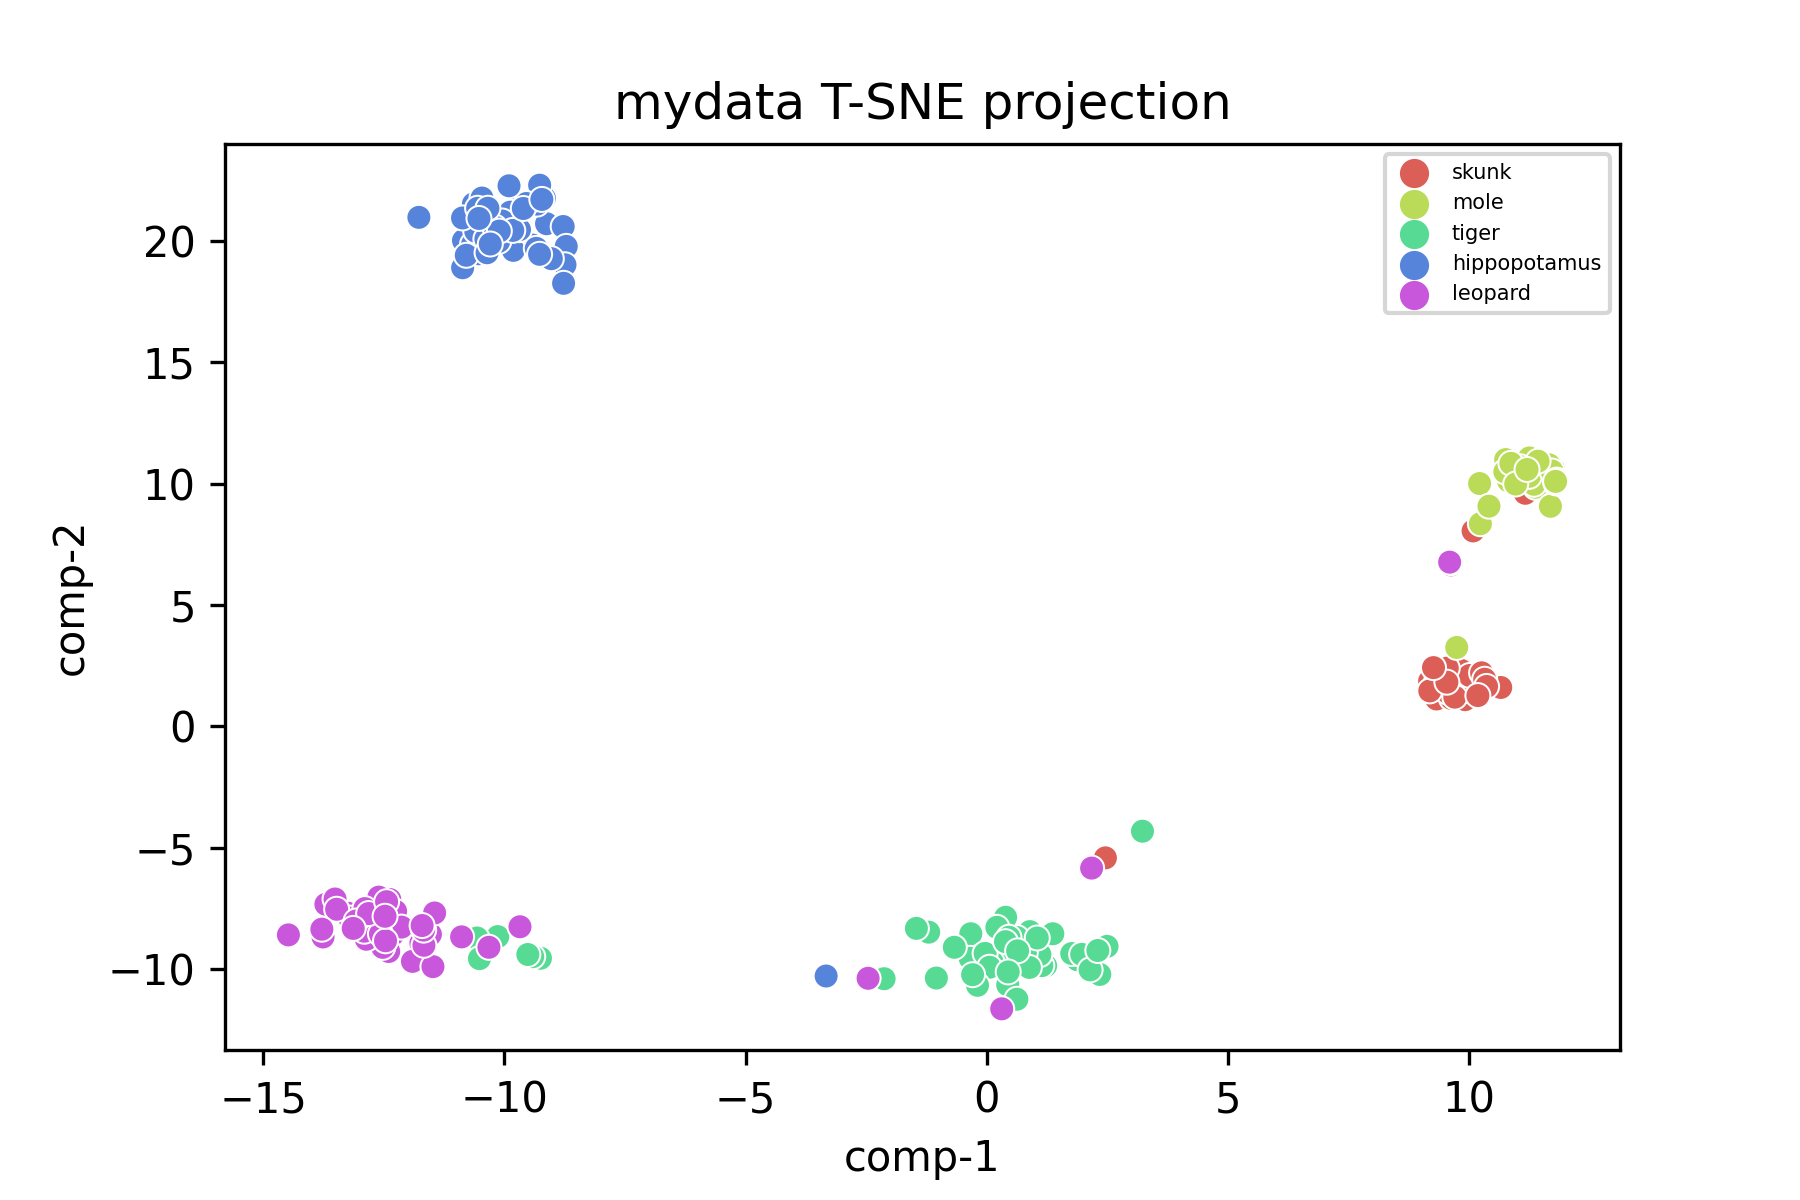 mydata T-SNE projection
skunk
mole
tiger
hippopotamus
leopard
20
15
10
5
0
−5
−10
comp-2
−15 −10 −5 0 5 10
comp-1